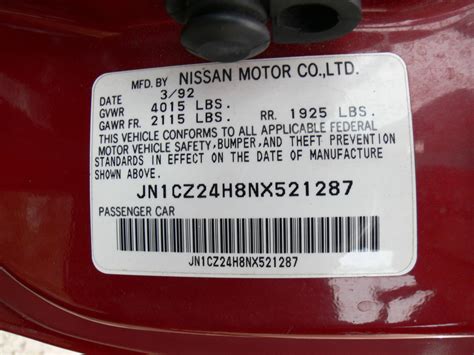 MFD. BY NISSAN MOTOR CO.,LTD.
DATE 3/92
GVWR 4015 LBS.
GAWR FR. 2115 LBS. RR. 1925 LBS.
THIS VEHICLE CONFORMS TO ALL APPLICABLE FEDERAL
MOTOR VEHICLE SAFETY, BUMPER, AND THEFT PREVENTION
STANDARDS IN EFFECT ON THE DATE OF MANUFACTURE
SHOWN ABOVE.
JN1CZ24H8NX521287
PASSENGER CAR
JN1CZ24H8NX521287